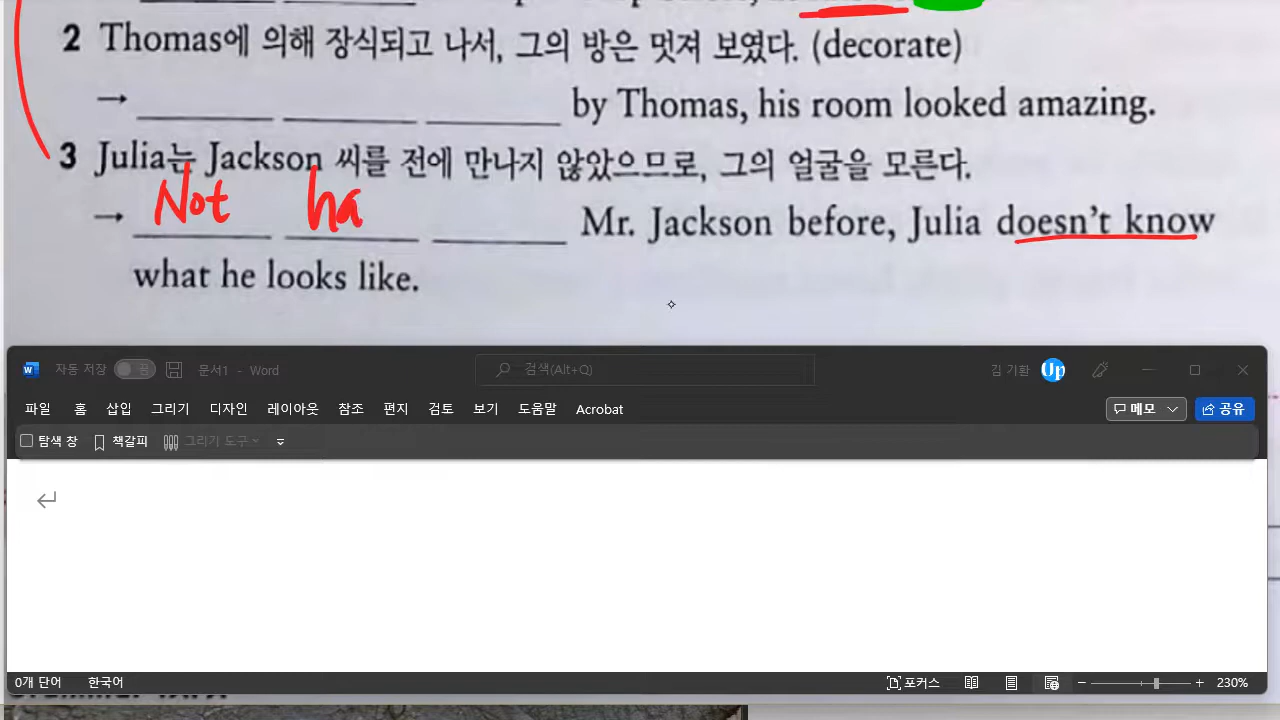 2 Thomas에 의해 장식되고 나서, 그의 방은 멋져 보였다. (decorate)
→ by Thomas, his room looked amazing.
3 Julia는 Jackson 씨를 전에 만나지 않았으므로, 그의 얼굴을 모른다.
Not ha
→ Mr. Jackson before, Julia doesn't know
what he looks like.
자동 저장 끔 문서1 - Word 검색(Alt+Q) 김 기환 Up
파일 홈 삽입 그리기 디자인 레이아웃 참조 편지 검토 보기 도움말 Acrobat 메모 공유
탐색 창 책갈피 그리기 도구
0개 단어 한국어 포커스 230%